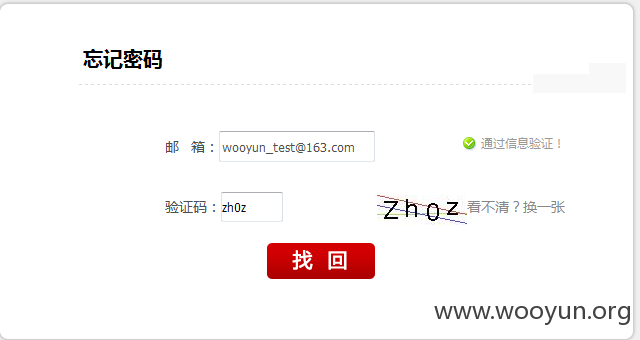 忘记密码
邮 箱： wooyun_test@163.com 通过信息验证！
验证码： zh0z zh0z 看不清？换一张
找 回
www.wooyun.org